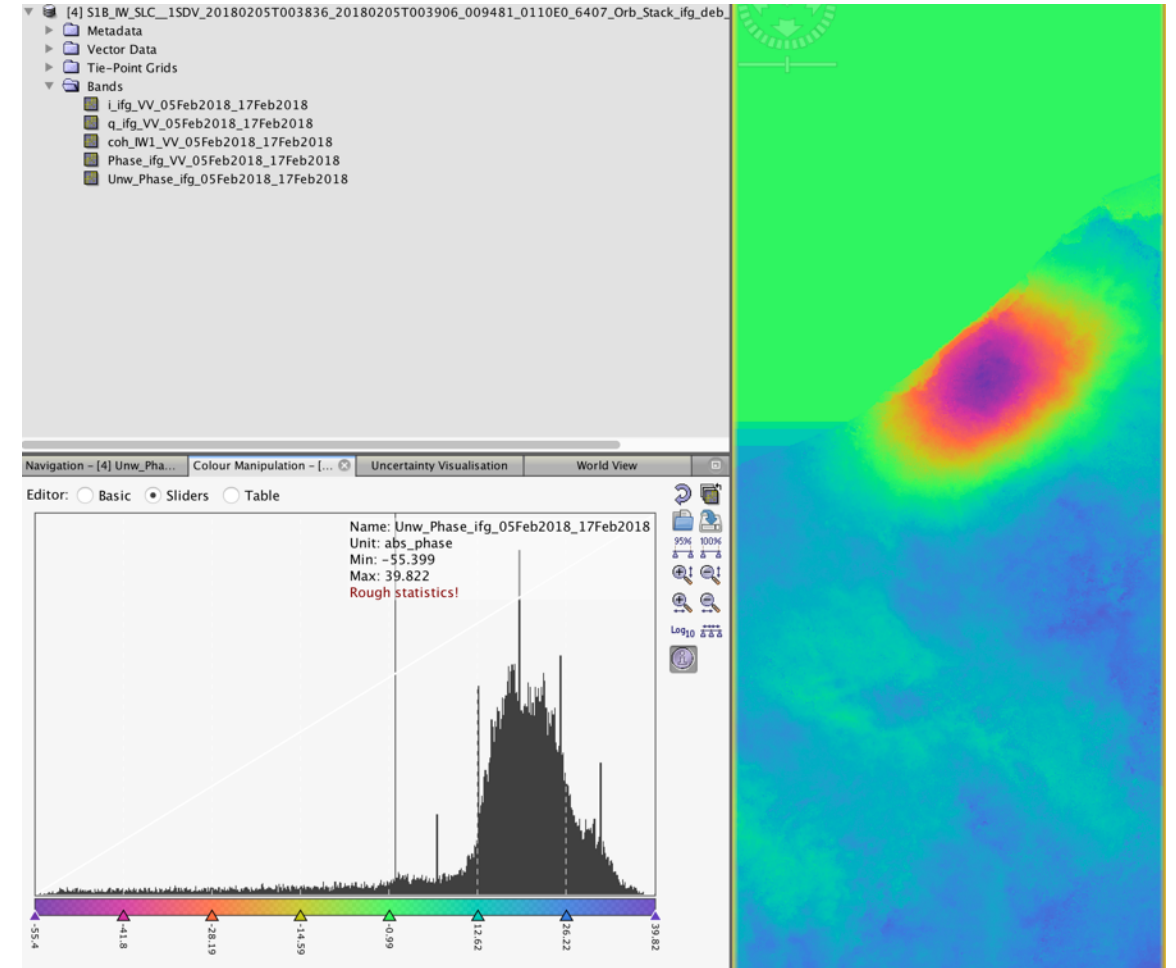 [4] S1B_IW_SLC__1SDV_20180205T003836_20180205T003906_009481_0110E0_6407_Orb_Stack_ifg_deb_
Metadata
Vector Data
Tie-Point Grids
Bands
i_ifg_VV_05Feb2018_17Feb2018
q_ifg_VV_05Feb2018_17Feb2018
coh_IW1_VV_05Feb2018_17Feb2018
Phase_ifg_VV_05Feb2018_17Feb2018
Unw_Phase_ifg_05Feb2018_17Feb2018
Navigation - [4] Unw_Pha... Colour Manipulation - [... Uncertainty Visualisation World View
Editor: Basic Sliders Table
Name: Unw_Phase_ifg_05Feb2018_17Feb2018
Unit: abs_phase
Min: -55.399
Max: 39.822
Rough statistics!
95% 100%
Log10
-55.4 -41.8 -28.19 -14.59 -0.99 12.62 26.22 39.82